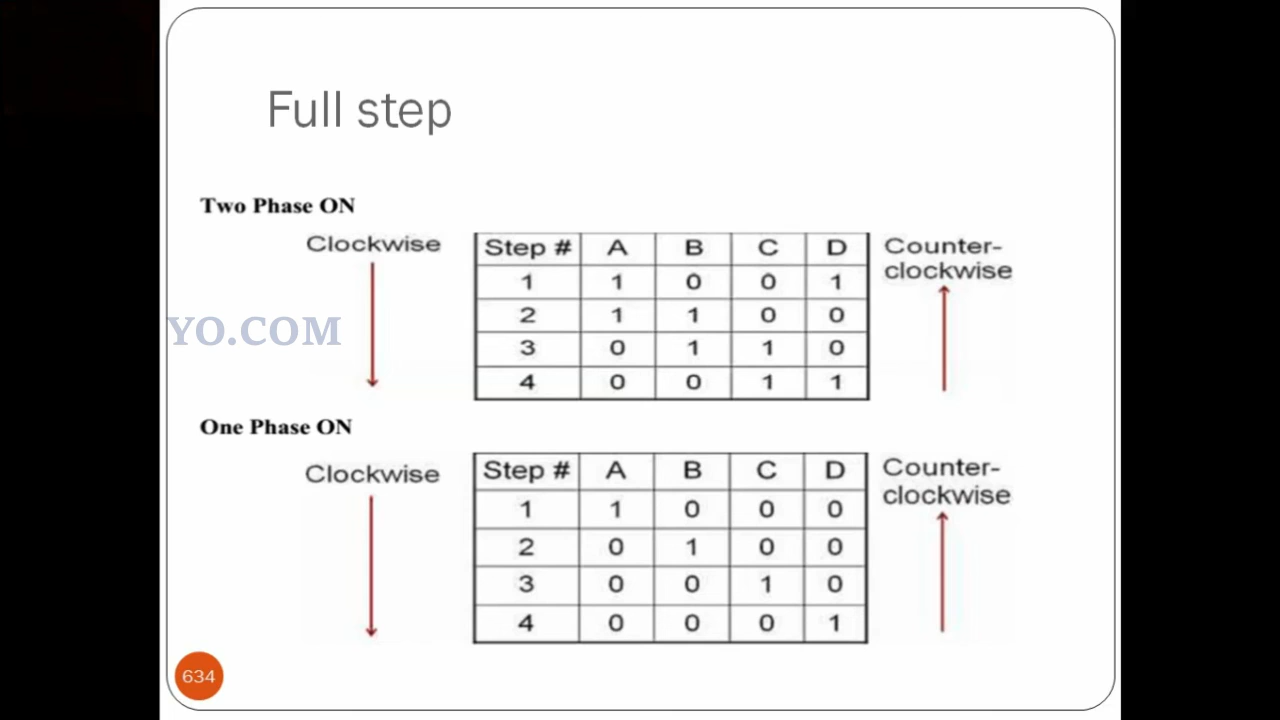 Full step
Two Phase ON
Clockwise
Step # A B C D
1 1 0 0 1
2 1 1 0 0
3 0 1 1 0
4 0 0 1 1
Counter-
clockwise
YO.COM
One Phase ON
Clockwise
Step # A B C D
1 1 0 0 0
2 0 1 0 0
3 0 0 1 0
4 0 0 0 1
Counter-
clockwise
634